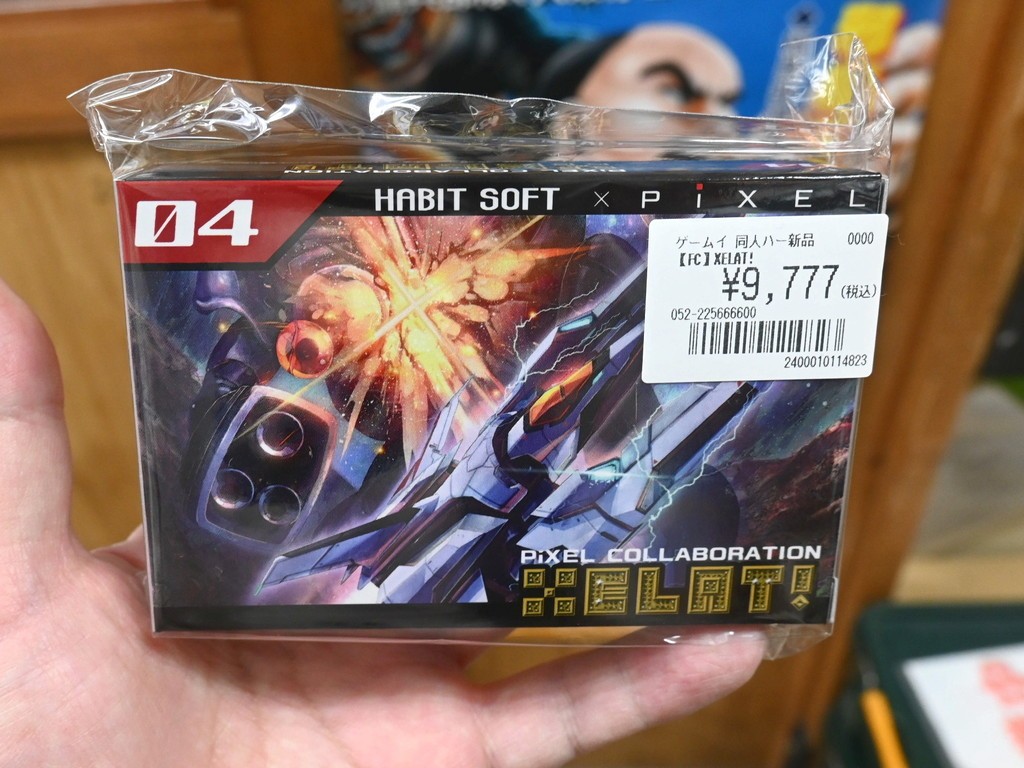 04
HABIT SOFT × PiXEL
ゲームイ 同人ハー新品 0000
【FC】XELAT!
¥9,777(税込)
052-225666600
2400010114823
PiXEL COLLABORATION
XELAT!